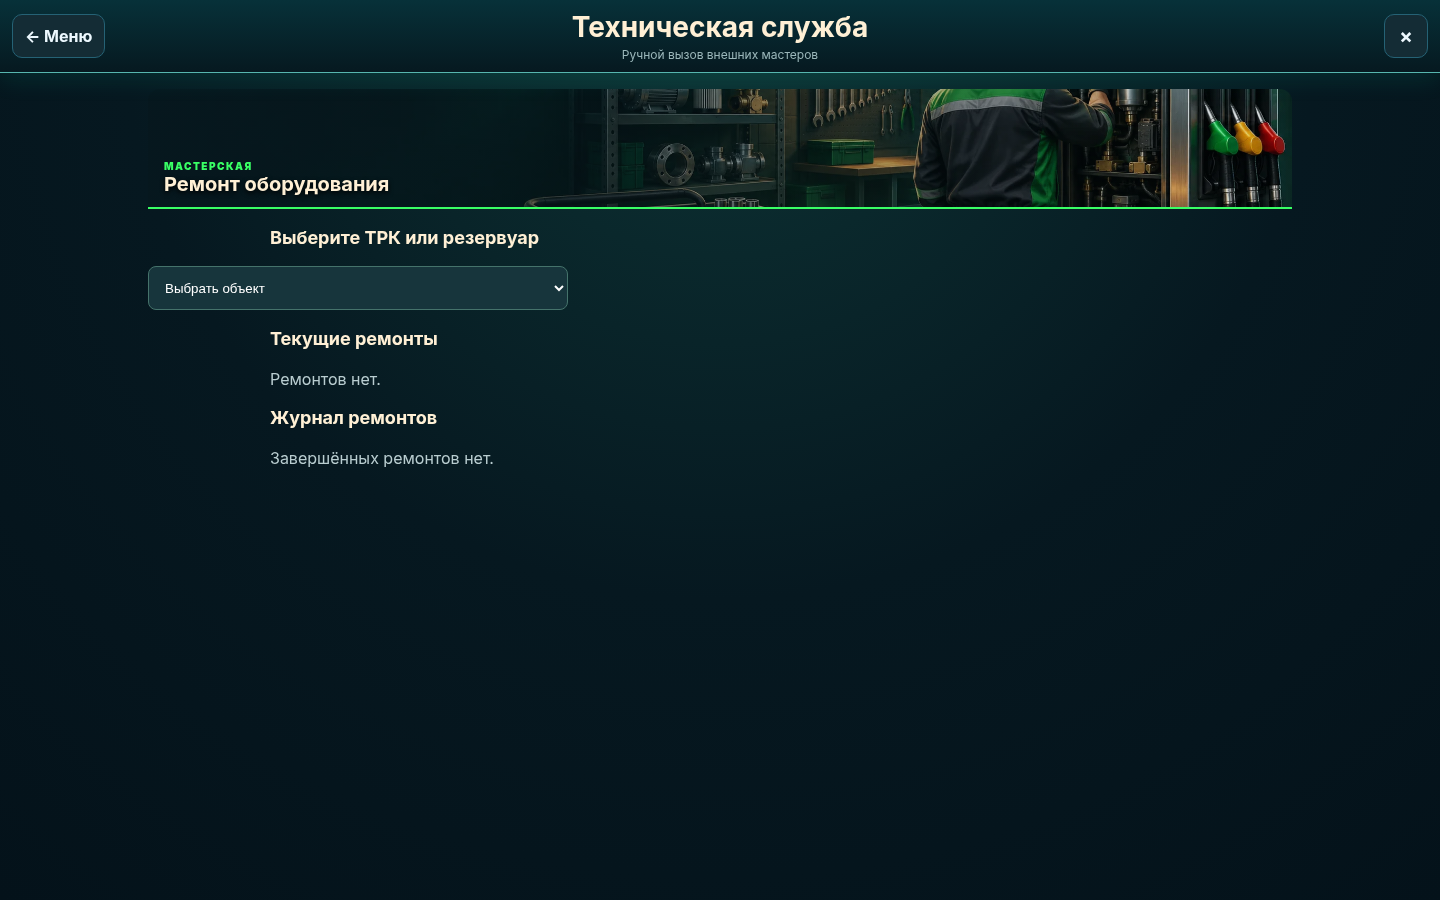 ← Меню
Техническая служба
Ручной вызов внешних мастеров
×
МАСТЕРСКАЯ
Ремонт оборудования
Выберите ТРК или резервуар
Выбрать объект
Текущие ремонты
Ремонтов нет.
Журнал ремонтов
Завершённых ремонтов нет.